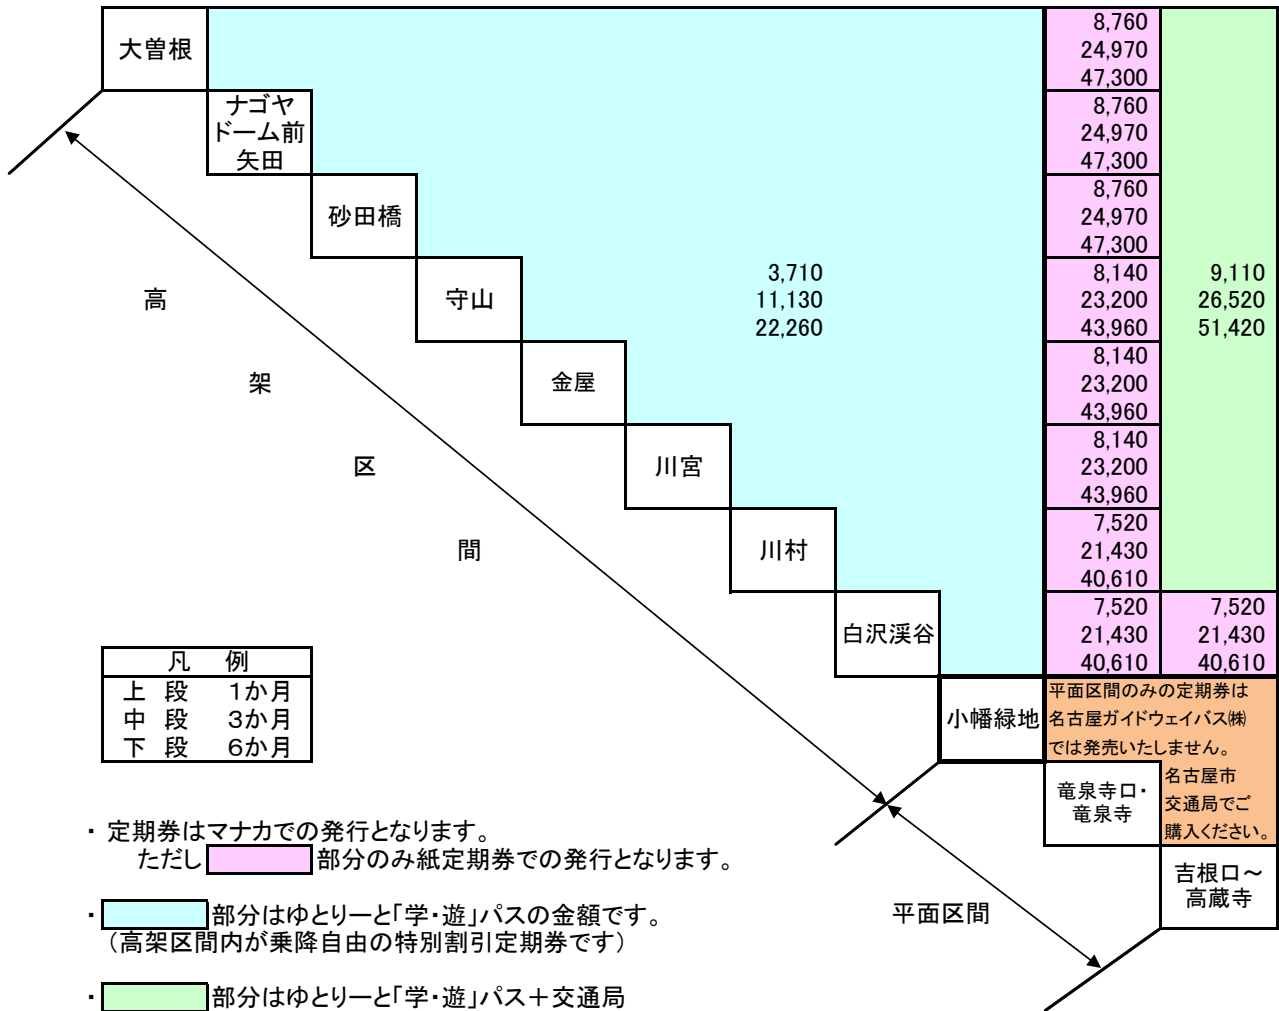 大曽根
8,760
24,970
47,300
ナゴヤ
ドーム前
矢田
8,760
24,970
47,300
砂田橋
8,760
24,970
47,300
守山
3,710
11,130
22,260
8,140
23,200
43,960
9,110
26,520
51,420
金屋
8,140
23,200
43,960
川宮
8,140
23,200
43,960
川村
7,520
21,430
40,610
白沢渓谷
7,520
21,430
40,610
7,520
21,430
40,610
高
架
区
間
凡 例
上 段 1か月
中 段 3か月
下 段 6か月
小幡緑地
平面区間のみの定期券は
名古屋ガイドウェイバス㈱
では発売いたしません。
名古屋市
交通局でご
購入ください。
竜泉寺口・
竜泉寺
吉根口～
高蔵寺
平面区間
・ 定期券はマナカでの発行となります。
ただし 部分のみ紙定期券での発行となります。
・ 部分はゆとりーと「学・遊」パスの金額です。
（高架区間内が乗降自由の特別割引定期券です）
・ 部分はゆとりーと「学・遊」パス＋交通局